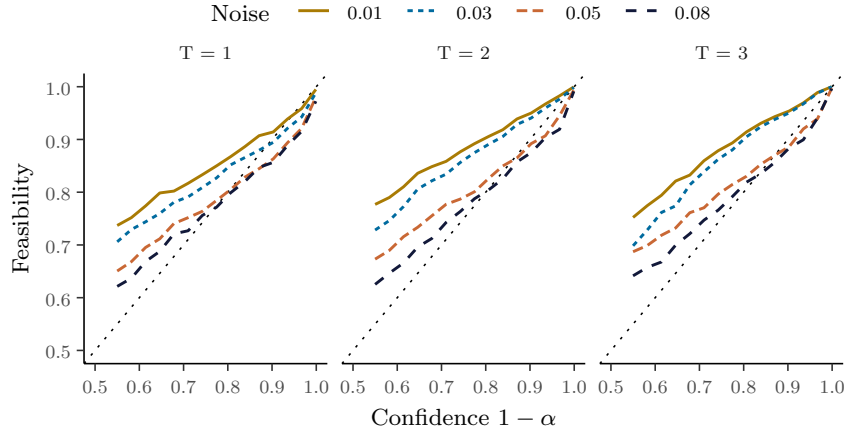 Noise 0.01 0.03 0.05 0.08
T = 1 T = 2 T = 3
1.0
0.9
0.8
0.7
0.6
0.5
Feasibility
0.5 0.6 0.7 0.8 0.9 1.0 0.5 0.6 0.7 0.8 0.9 1.0 0.5 0.6 0.7 0.8 0.9 1.0
Confidence 1 − α